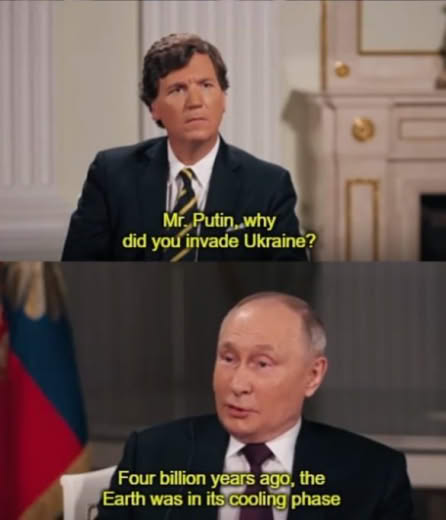 Mr. Putin, why
did you invade Ukraine?
Four billion years ago, the
Earth was in its cooling phase